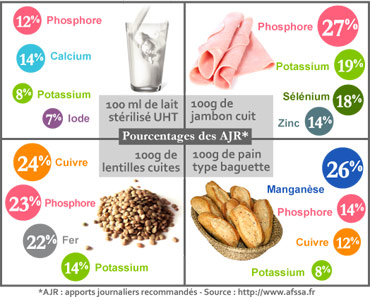 12% Phosphore
14% Calcium
8% Potassium
7% Iode
100 ml de lait
stérilisé UHT
Phosphore 27%
Potassium 19%
Sélénium 18%
Zinc 14%
100g de
jambon cuit
Pourcentages des AJR*
24% Cuivre
23% Phosphore
22% Fer
14% Potassium
100g de
lentilles cuites
100g de pain
type baguette
26%
Manganèse
Phosphore 14%
Cuivre 12%
Potassium 8%
*AJR : apports journaliers recommandés - Source : http://www.afssa.fr